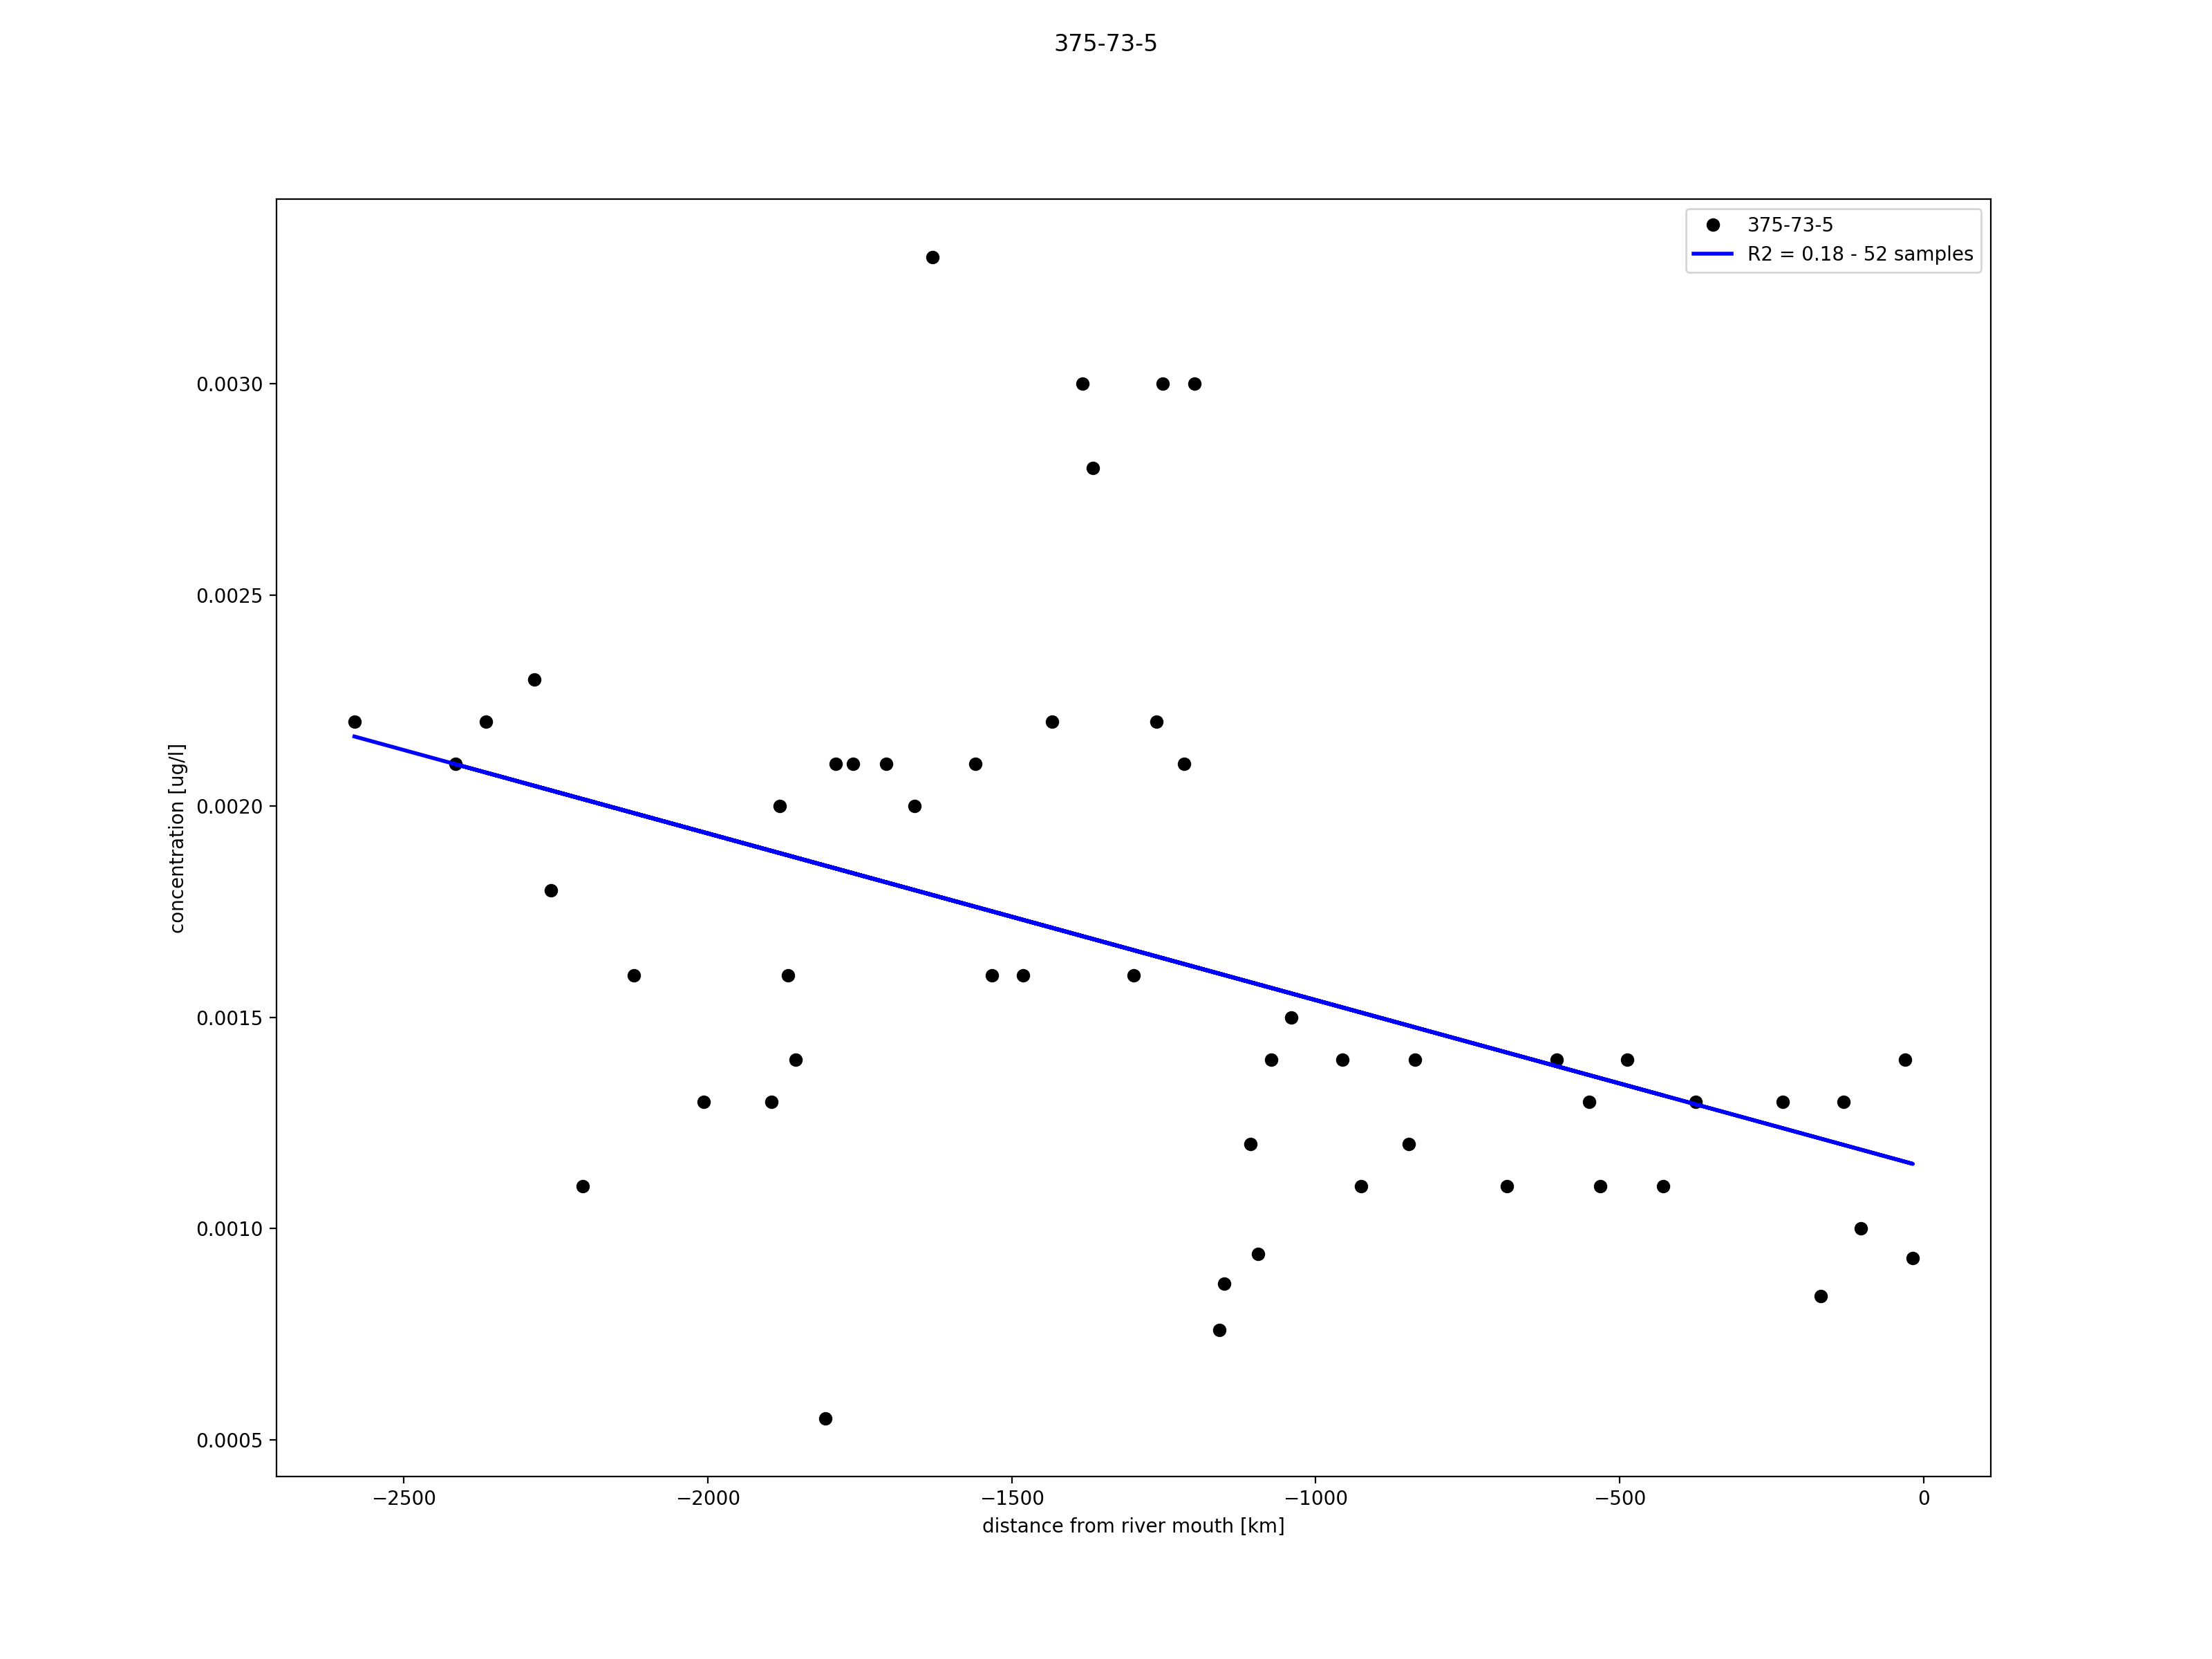 375-73-5
375-73-5
R2 = 0.18 - 52 samples
0.0030
0.0025
0.0020
0.0015
0.0010
0.0005
concentration [ug/l]
−2500 −2000 −1500 −1000 −500 0
distance from river mouth [km]